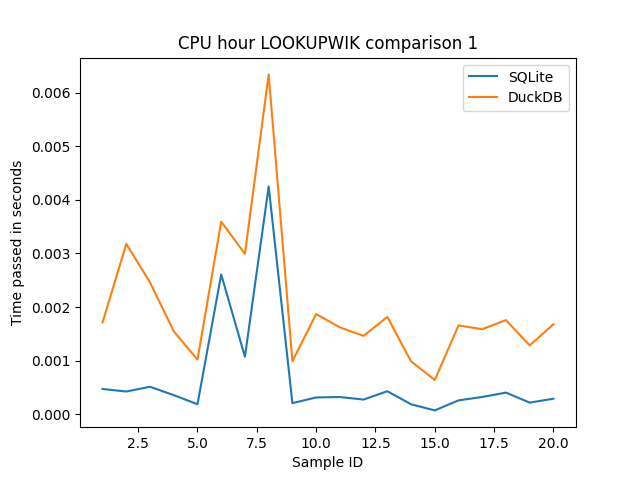 CPU hour LOOKUPWIK comparison 1
SQLite
DuckDB
Time passed in seconds
0.006
0.005
0.004
0.003
0.002
0.001
0.000
2.5 5.0 7.5 10.0 12.5 15.0 17.5 20.0
Sample ID